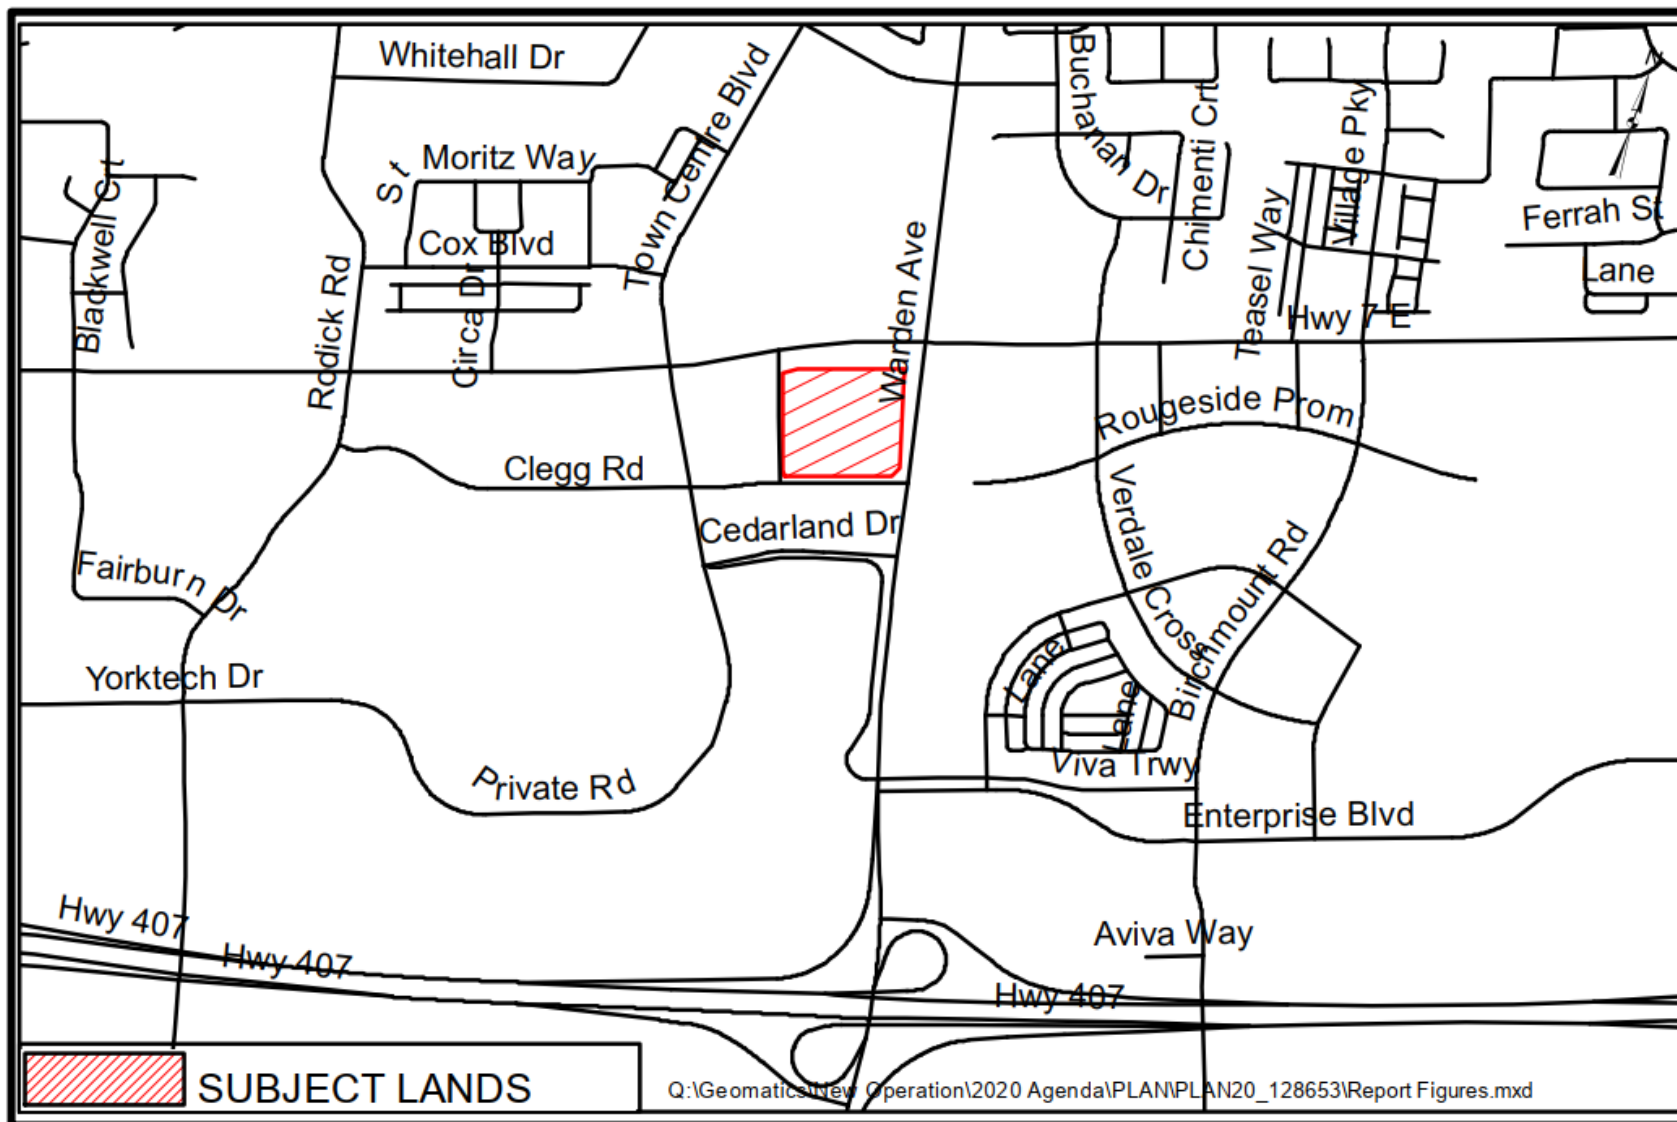 Whitehall Dr
Town Centre Blvd
Buchanan Dr
Chimenti Crt
Village Pky
Moritz Way
St
Blackwell Crt
Cox Blvd
Rodick Rd
Circa Dr
Warden Ave
Teasel Way
Ferrah St
Lane
Hwy 7 E
Rougeside Prom
Clegg Rd
Cedarland Dr
Verdale Cross
Birchmount Rd
Fairburn Dr
Yorktech Dr
Lane
Lane
Viva Trwy
Private Rd
Enterprise Blvd
Hwy 407
Hwy 407
Aviva Way
Hwy 407
SUBJECT LANDS
Q:\Geomatics\New Operation\2020 Agenda\PLAN\PLAN20_128653\Report Figures.mxd